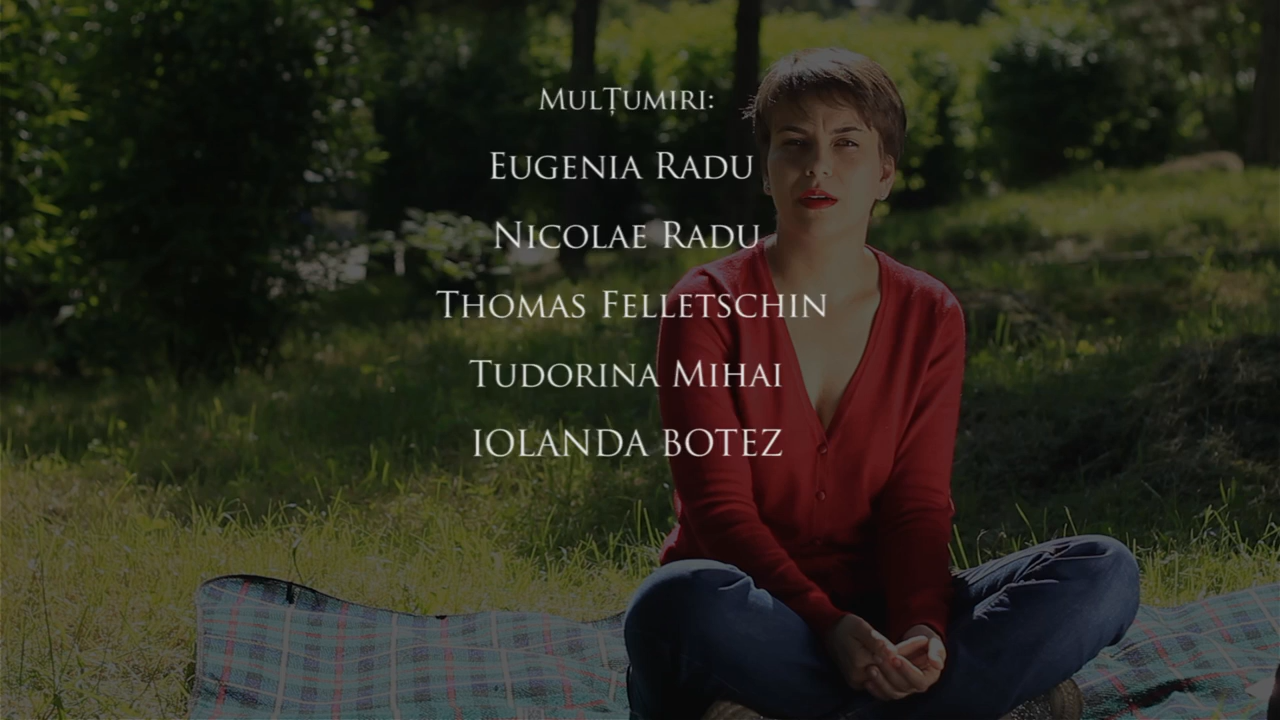 MulȚumiri:
Eugenia Radu
Nicolae Radu
Thomas Felletschin
Tudorina Mihai
IOLANDA BOTEZ